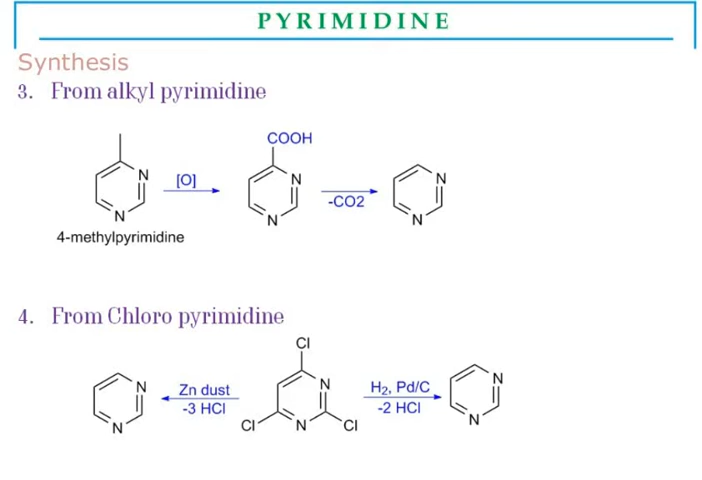 PYRIMIDINE
Synthesis
3. From alkyl pyrimidine
COOH
N
N
[O]
N
N
-CO2
N
N
4-methylpyrimidine
4. From Chloro pyrimidine
Cl
N
N
Zn dust
-3 HCl
N
N
Cl
Cl
H₂, Pd/C
-2 HCl
N
N